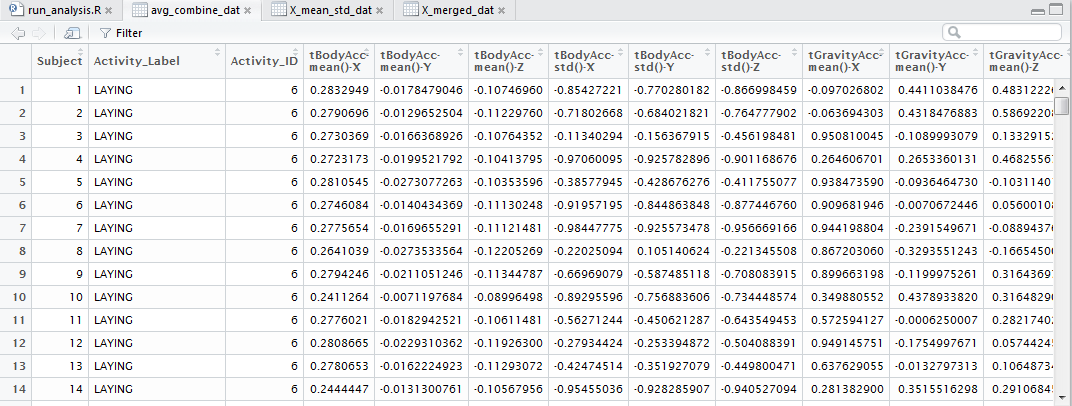 run_analysis.R avg_combine_dat X_mean_std_dat X_merged_dat
Filter
Subject Activity_Label Activity_ID tBodyAcc-mean()-X tBodyAcc-mean()-Y tBodyAcc-mean()-Z tBodyAcc-std()-X tBodyAcc-std()-Y tBodyAcc-std()-Z tGravityAcc-mean()-X tGravityAcc-mean()-Y tGravityAcc-mean()-Z
1 1 LAYING 6 0.2832949 -0.0178479046 -0.10746960 -0.85427221 -0.770280182 -0.866998459 -0.097026802 0.4411038476 0.4831222
2 2 LAYING 6 0.2790696 -0.0129652504 -0.11229760 -0.71802668 -0.684021821 -0.764777902 -0.063694303 0.4318476883 0.5869220
3 3 LAYING 6 0.2730369 -0.0166368926 -0.10764352 -0.11340294 -0.156367915 -0.456198481 0.950810045 -0.1089993079 0.1332915
4 4 LAYING 6 0.2723173 -0.0199521792 -0.10413795 -0.97060095 -0.925782896 -0.901168676 0.264606701 0.2653360131 0.4682556
5 5 LAYING 6 0.2810545 -0.0273077263 -0.10353596 -0.38577945 -0.428676276 -0.411755077 0.938473590 -0.0936464730 -0.1031140
6 6 LAYING 6 0.2746084 -0.0140434369 -0.11130248 -0.91957195 -0.844863848 -0.877446760 0.909681946 -0.0070672446 0.0560010
7 7 LAYING 6 0.2775654 -0.0169655291 -0.11121481 -0.98447775 -0.925573478 -0.956669166 0.944198804 -0.2391549671 -0.0889437
8 8 LAYING 6 0.2641039 -0.0273533564 -0.12205269 -0.22025094 0.105140624 -0.221345508 0.867203060 -0.3293551243 -0.1665450
9 9 LAYING 6 0.2794246 -0.0211051246 -0.11344787 -0.66969079 -0.587485118 -0.708083915 0.899663198 -0.1199975261 0.3164369
10 10 LAYING 6 0.2411264 -0.0071197684 -0.08996498 -0.89295596 -0.756883606 -0.734448574 0.349880552 0.4378933820 0.3164829
11 11 LAYING 6 0.2776021 -0.0182942521 -0.10611481 -0.56271244 -0.450621287 -0.643549453 0.572594127 -0.0006250007 0.2821740
12 12 LAYING 6 0.2808665 -0.0229310362 -0.11926300 -0.27934424 -0.253394872 -0.504088391 0.949145751 -0.1754997671 0.0574424
13 13 LAYING 6 0.2780653 -0.0162224923 -0.11293072 -0.42474514 -0.351927079 -0.449800471 0.637629055 -0.0132797313 0.1064873
14 14 LAYING 6 0.2444447 -0.0131300761 -0.10567956 -0.95455036 -0.928285907 -0.940527094 0.281382900 0.3515516298 0.2910684